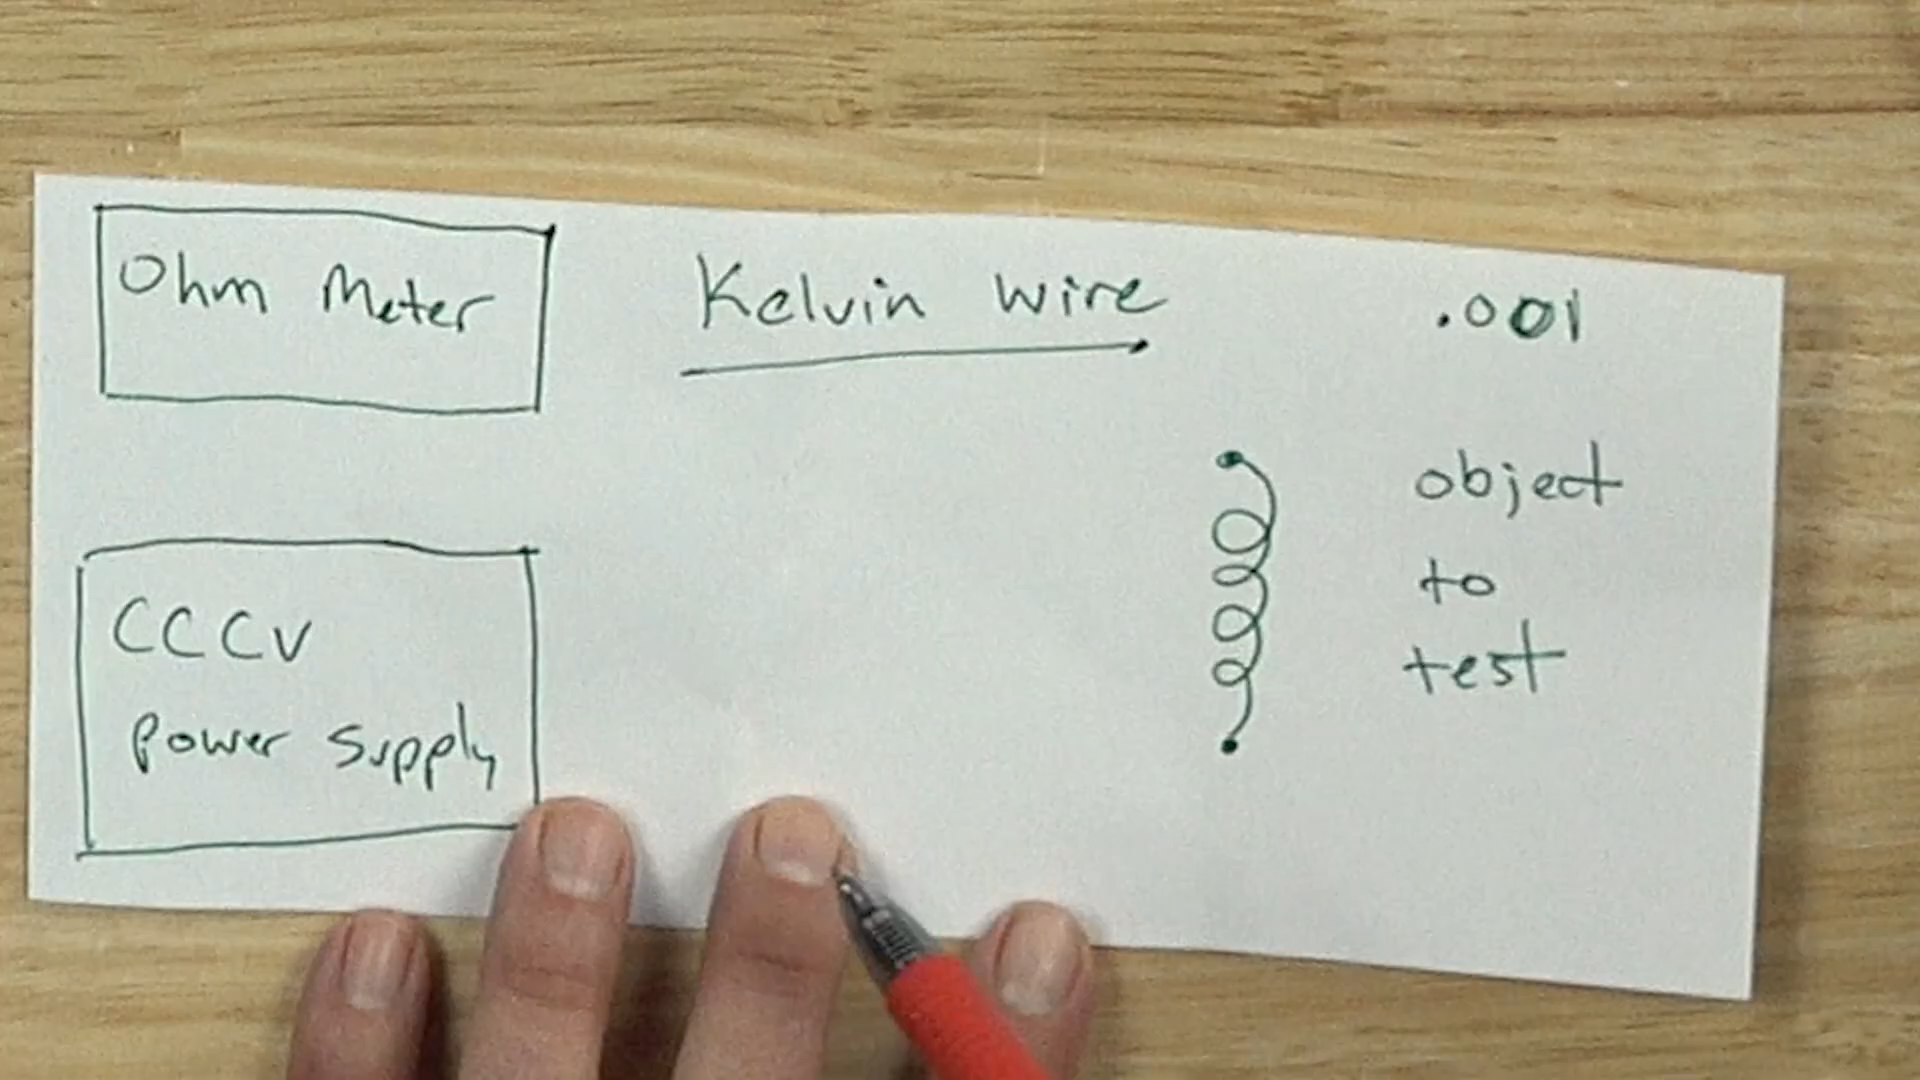 Ohm Meter
Kelvin wire
.001
object
to
test
CCCV
Power Supply